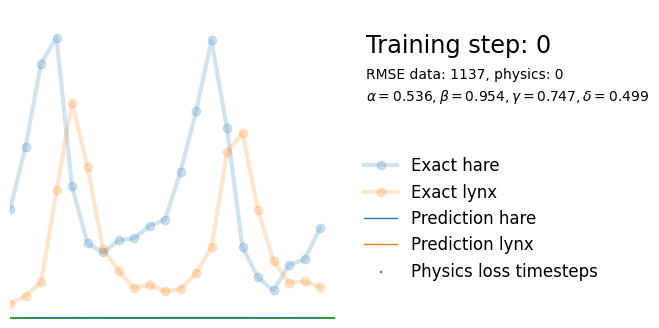 Training step: 0
RMSE data: 1137, physics: 0
α = 0.536, β = 0.954, γ = 0.747, δ = 0.499
Exact hare
Exact lynx
Prediction hare
Prediction lynx
Physics loss timesteps